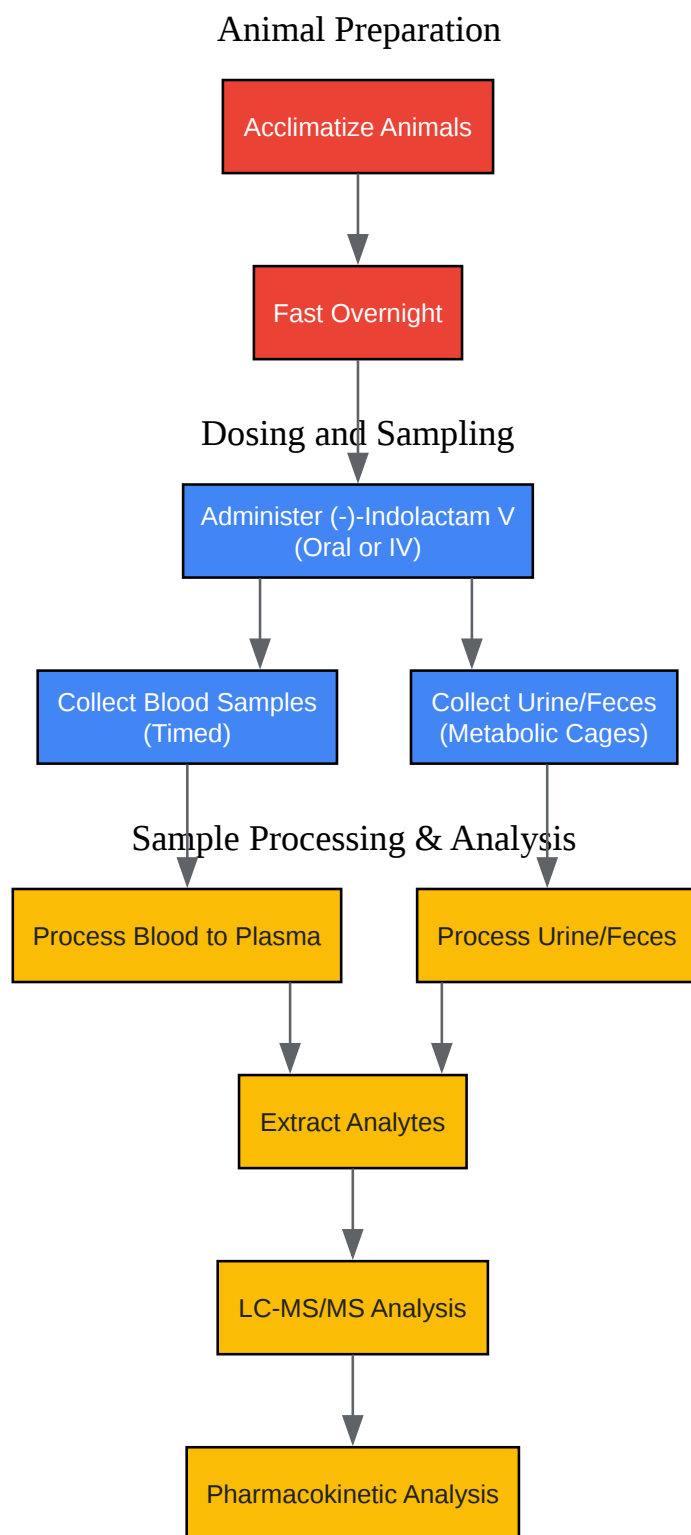 Animal Preparation
Acclimatize Animals
Fast Overnight
Dosing and Sampling
Administer (-)-Indolactam V
(Oral or IV)
Collect Blood Samples
(Timed)
Collect Urine/Feces
(Metabolic Cages)
Sample Processing & Analysis
Process Blood to Plasma
Process Urine/Feces
Extract Analytes
LC-MS/MS Analysis
Pharmacokinetic Analysis